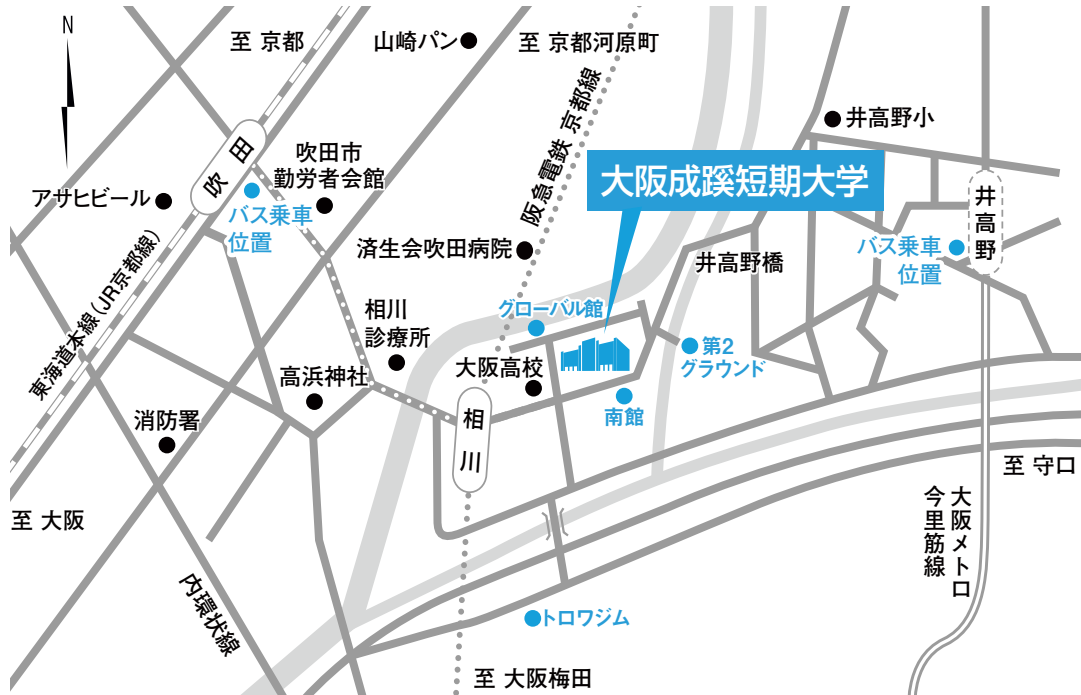 N
至 京都
山崎パン
至 京都河原町
阪急電鉄 京都線
井高野小
吹田
吹田市
勤労者会館
大阪成蹊短期大学
アサヒビール
バス乗車
位置
井高野
済生会吹田病院
井高野橋
バス乗車
位置
東海道本線(JR京都線)
相川
診療所
グローバル館
第2
グラウンド
高浜神社
大阪高校
消防署
相川
南館
至 守口
至 大阪
大阪メトロ
今里筋線
内環状線
トロワジム
至 大阪梅田